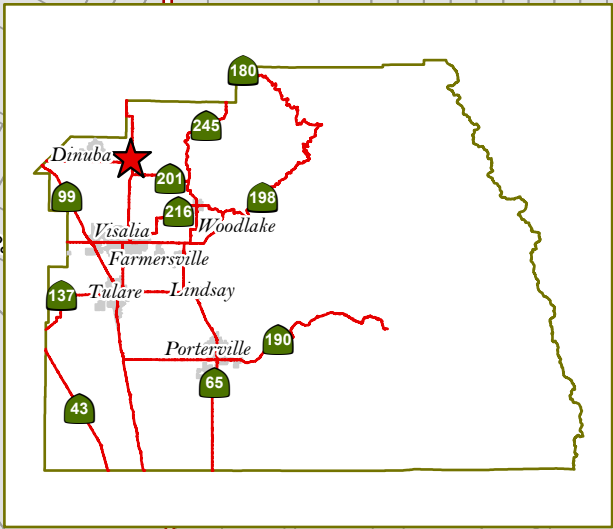 180
245
Dinuba
201
99
198
216
Woodlake
Visalia
Farmersville
137
Tulare
Lindsay
190
Porterville
65
43